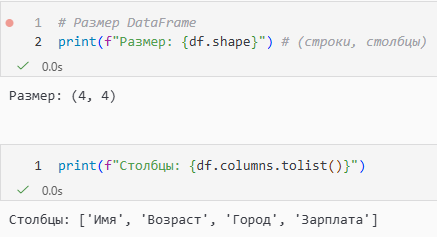 1 # Размер DataFrame
2 print(f"Размер: {df.shape}") # (строки, столбцы)
0.0s
Размер: (4, 4)
1 print(f"Столбцы: {df.columns.tolist()}")
0.0s
Столбцы: ['Имя', 'Возраст', 'Город', 'Зарплата']